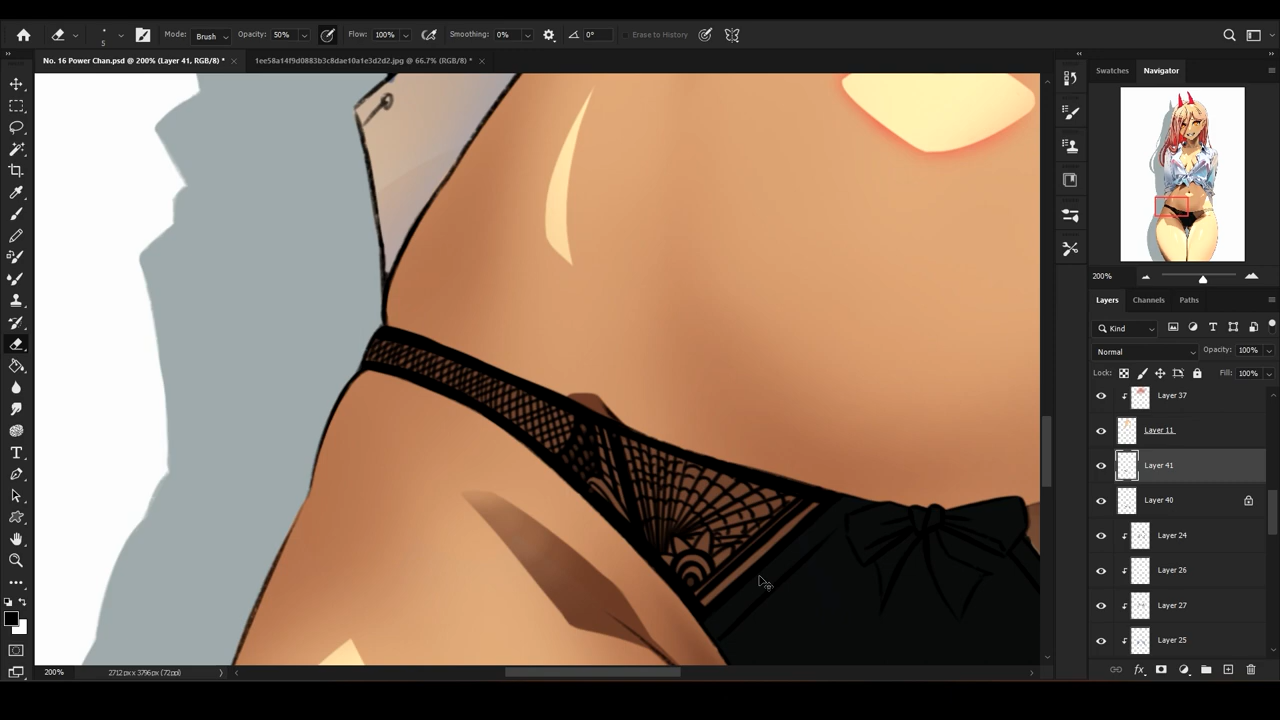 5
Mode: Brush Opacity: 50% Flow: 100% Smoothing: 0% 0° Erase to History
No. 16 Power Chan.psd @ 200% (Layer 41, RGB/8) * ×
1ee58a14f9d0883b3c8dae10a1e3d2d2.jpg @ 66.7% (RGB/8) * ×
Swatches Navigator
200%
Layers Channels Paths
Kind
Normal Opacity: 100%
Lock: Fill: 100%
Layer 37
Layer 11
Layer 41
Layer 40
Layer 24
Layer 26
Layer 27
Layer 25
200% 2712 px x 3796 px (72 ppi)